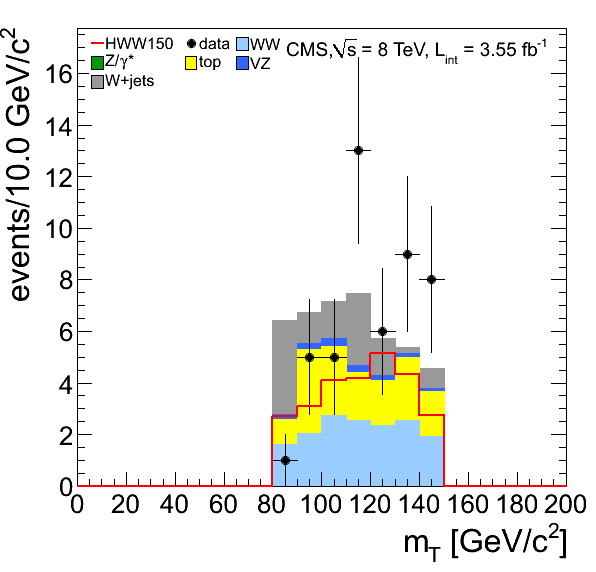 HWW150 data WW CMS,√s = 8 TeV, L_int = 3.55 fb⁻¹
Z/γ* top VZ
W+jets
events/10.0 GeV/c²
16
14
12
10
8
6
4
2
0
0 20 40 60 80 100 120 140 160 180 200
m_T [GeV/c²]